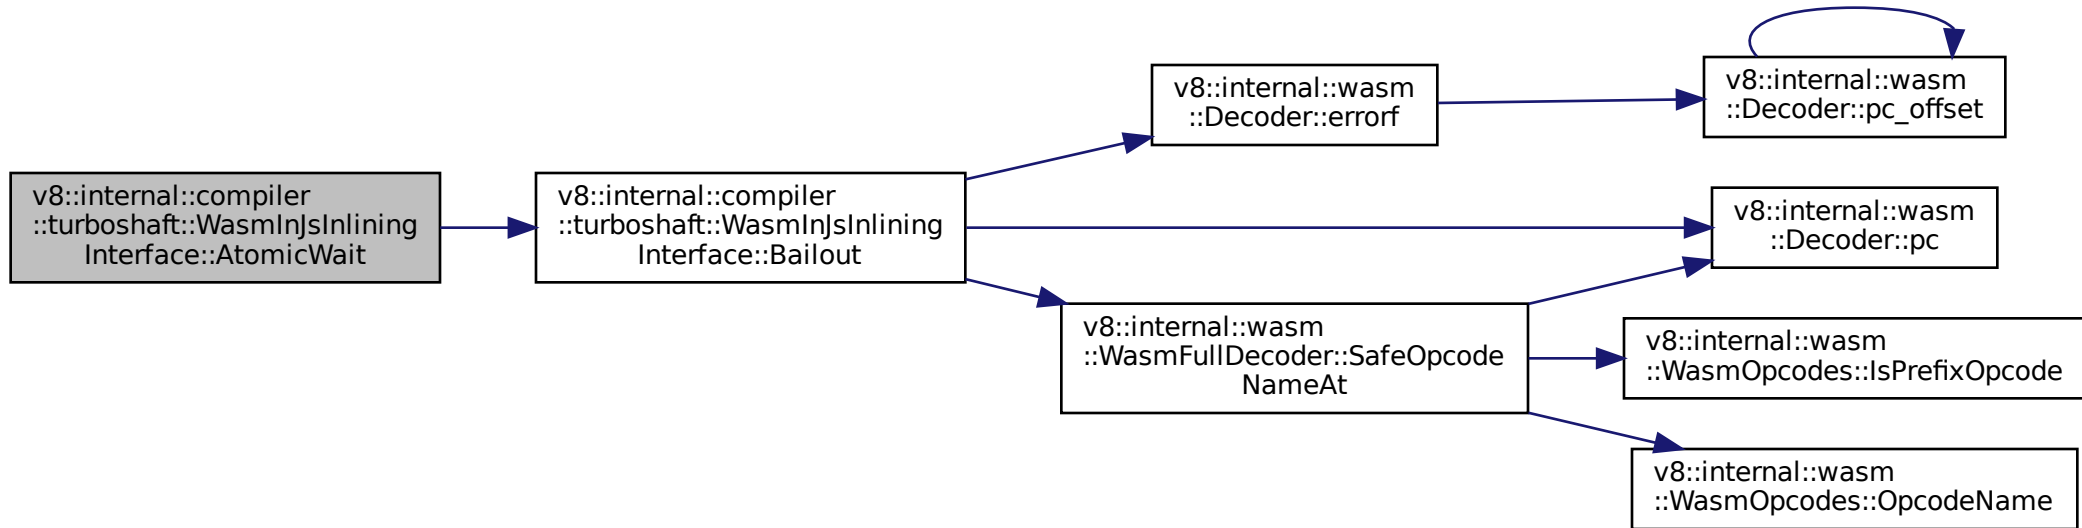 v8::internal::compiler
::turboshaft::WasmInJsInlining
Interface::AtomicWait
v8::internal::compiler
::turboshaft::WasmInJsInlining
Interface::Bailout
v8::internal::wasm
::Decoder::errorf
v8::internal::wasm
::Decoder::pc_offset
v8::internal::wasm
::Decoder::pc
v8::internal::wasm
::WasmFullDecoder::SafeOpcode
NameAt
v8::internal::wasm
::WasmOpcodes::IsPrefixOpcode
v8::internal::wasm
::WasmOpcodes::OpcodeName